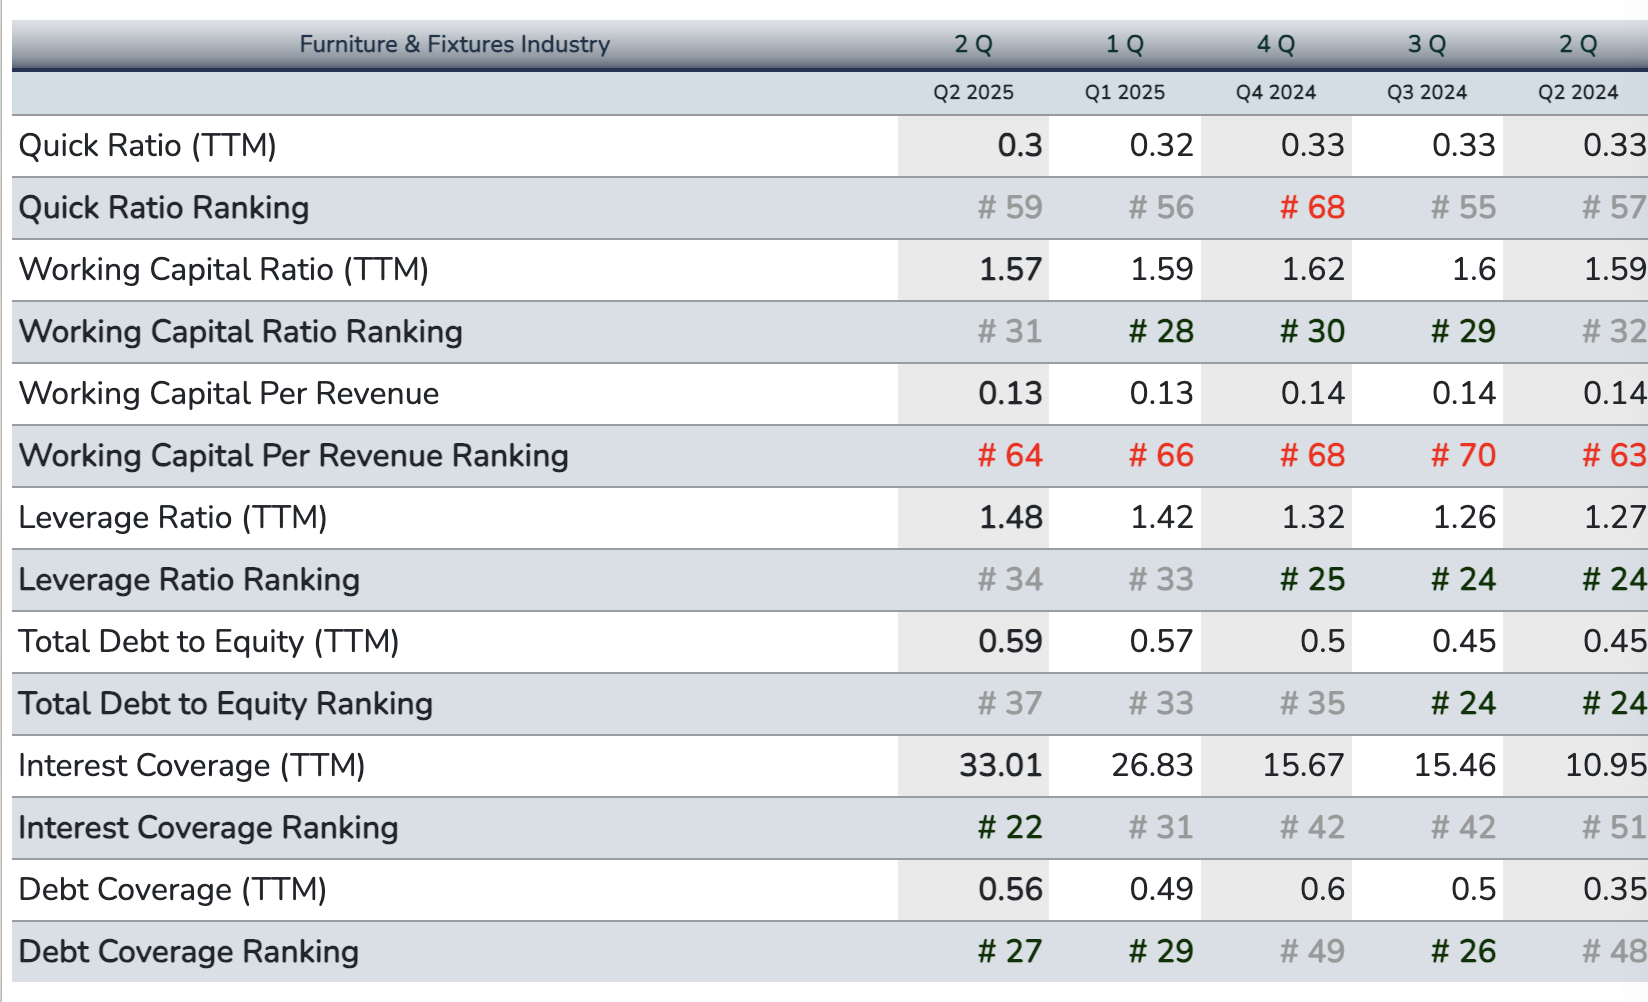 Furniture & Fixtures Industry 2 Q 1 Q 4 Q 3 Q 2 Q
Q2 2025 Q1 2025 Q4 2024 Q3 2024 Q2 2024
Quick Ratio (TTM) 0.3 0.32 0.33 0.33 0.33
Quick Ratio Ranking # 59 # 56 # 68 # 55 # 57
Working Capital Ratio (TTM) 1.57 1.59 1.62 1.6 1.59
Working Capital Ratio Ranking # 31 # 28 # 30 # 29 # 32
Working Capital Per Revenue 0.13 0.13 0.14 0.14 0.14
Working Capital Per Revenue Ranking # 64 # 66 # 68 # 70 # 63
Leverage Ratio (TTM) 1.48 1.42 1.32 1.26 1.27
Leverage Ratio Ranking # 34 # 33 # 25 # 24 # 24
Total Debt to Equity (TTM) 0.59 0.57 0.5 0.45 0.45
Total Debt to Equity Ranking # 37 # 33 # 35 # 24 # 24
Interest Coverage (TTM) 33.01 26.83 15.67 15.46 10.95
Interest Coverage Ranking # 22 # 31 # 42 # 42 # 51
Debt Coverage (TTM) 0.56 0.49 0.6 0.5 0.35
Debt Coverage Ranking # 27 # 29 # 49 # 26 # 48